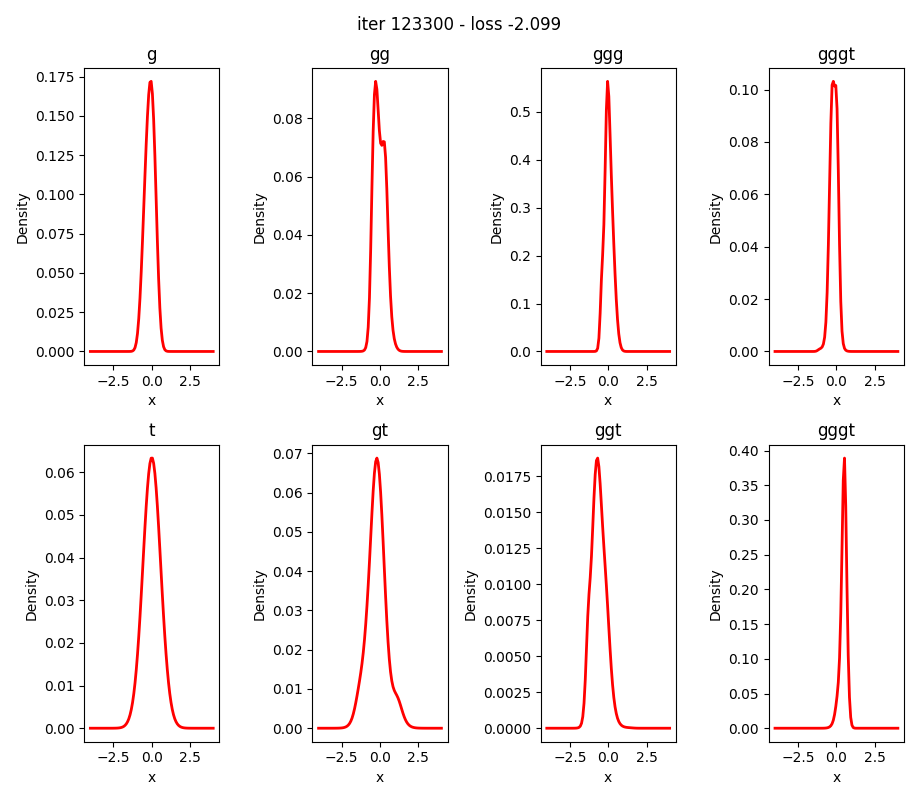 iter 123300 - loss -2.099
g
gg
ggg
gggt
0.175
0.150
0.125
0.100
0.075
0.050
0.025
0.000
Density
−2.5 0.0 2.5
x
0.08
0.06
0.04
0.02
0.00
Density
−2.5 0.0 2.5
x
0.5
0.4
0.3
0.2
0.1
0.0
Density
−2.5 0.0 2.5
x
0.10
0.08
0.06
0.04
0.02
0.00
Density
−2.5 0.0 2.5
x
t
gt
ggt
gggt
0.06
0.05
0.04
0.03
0.02
0.01
0.00
Density
−2.5 0.0 2.5
x
0.07
0.06
0.05
0.04
0.03
0.02
0.01
0.00
Density
−2.5 0.0 2.5
x
0.0175
0.0150
0.0125
0.0100
0.0075
0.0050
0.0025
0.0000
Density
−2.5 0.0 2.5
x
0.40
0.35
0.30
0.25
0.20
0.15
0.10
0.05
0.00
Density
−2.5 0.0 2.5
x